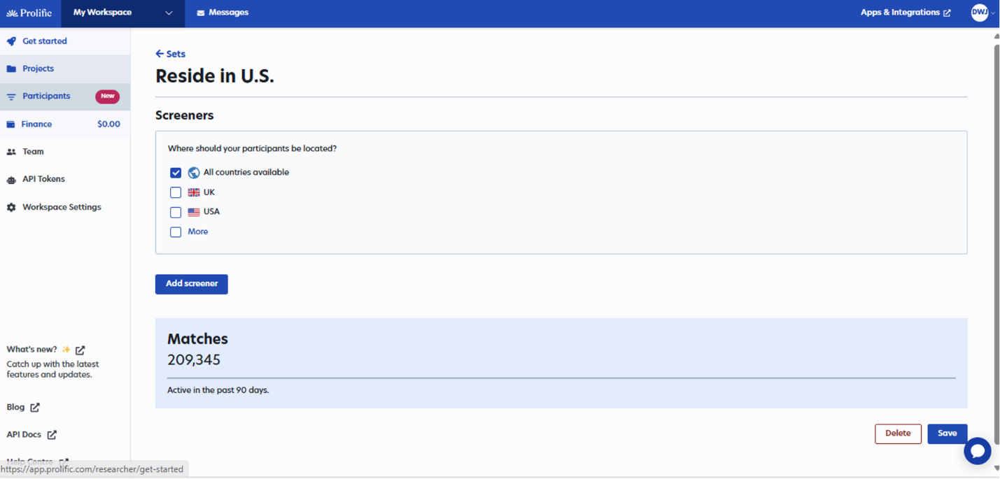 Prolific
My Workspace
Messages
Apps & Integrations
DWJ
Get started
Projects
Participants New
Finance $0.00
Team
API Tokens
Workspace Settings
What's new?
Catch up with the latest
features and updates.
Blog
API Docs
Help Centre
https://app.prolific.com/researcher/get-started
Sets
Reside in U.S.
Screeners
Where should your participants be located?
All countries available
UK
USA
More
Add screener
Matches
209,345
Active in the past 90 days.
Delete
Save